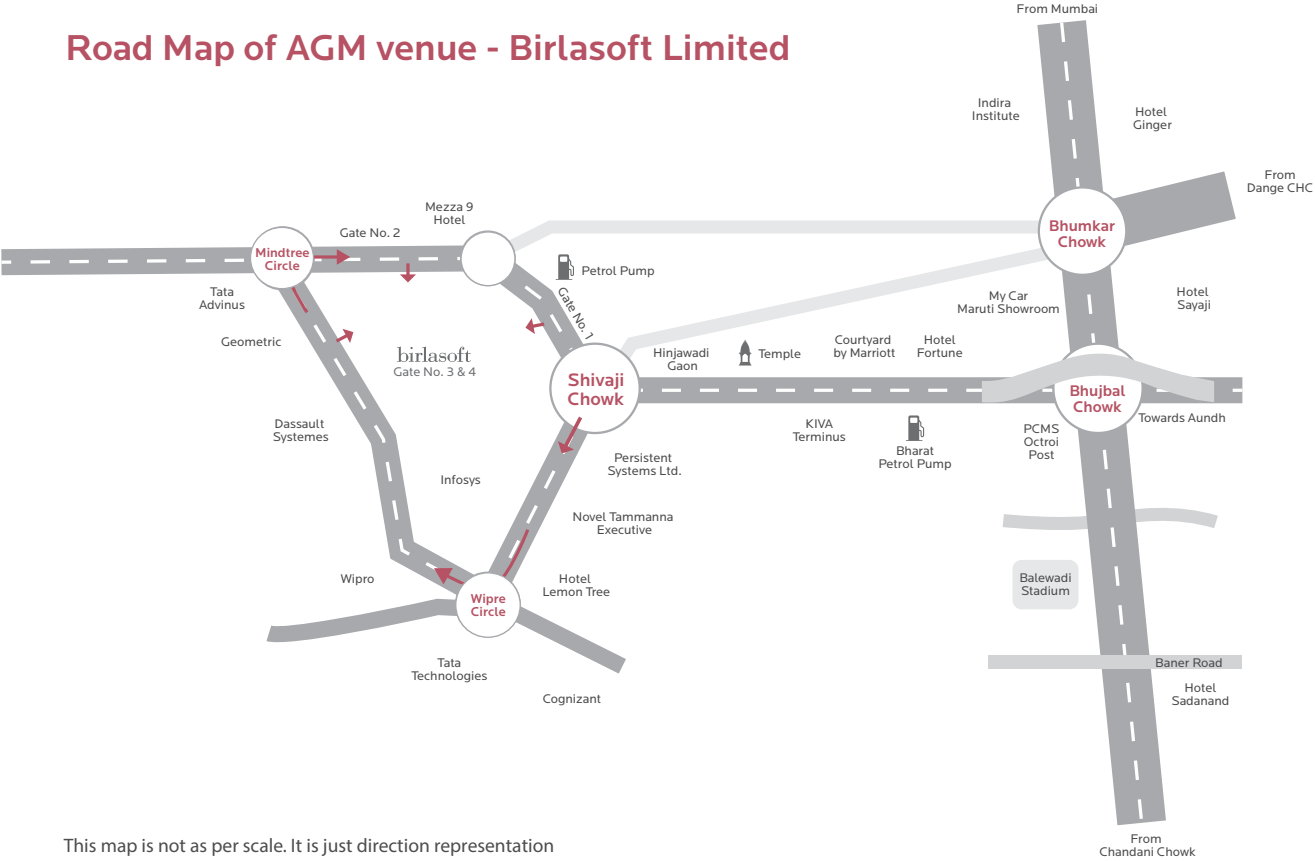 From Mumbai
Road Map of AGM venue - Birlasoft Limited
Indira
Institute
Hotel
Ginger
From
Dange CHC
Mezza 9
Hotel
Gate No. 2
Mindtree
Circle
Bhumkar
Chowk
Petrol Pump
Tata
Advinus
Gate No. 1
My Car
Maruti Showroom
Hotel
Sayaji
Geometric
birlasoft
Gate No. 3 & 4
Hinjawadi
Gaon
Temple
Courtyard
by Marriott
Hotel
Fortune
Shivaji
Chowk
Bhujbal
Chowk
Towards Aundh
Dassault
Systemes
KIVA
Terminus
Bharat
Petrol Pump
PCMS
Octroi
Post
Persistent
Systems Ltd.
Infosys
Novel Tammanna
Executive
Wipro
Hotel
Lemon Tree
Balewadi
Stadium
Wipre
Circle
Tata
Technologies
Cognizant
Baner Road
Hotel
Sadanand
From
Chandani Chowk
This map is not as per scale. It is just direction representation